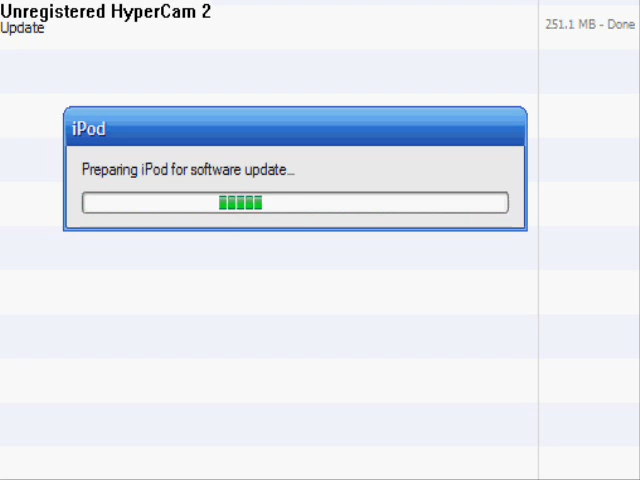 Unregistered HyperCam 2
Update
251.1 MB - Done
iPod
Preparing iPod for software update...